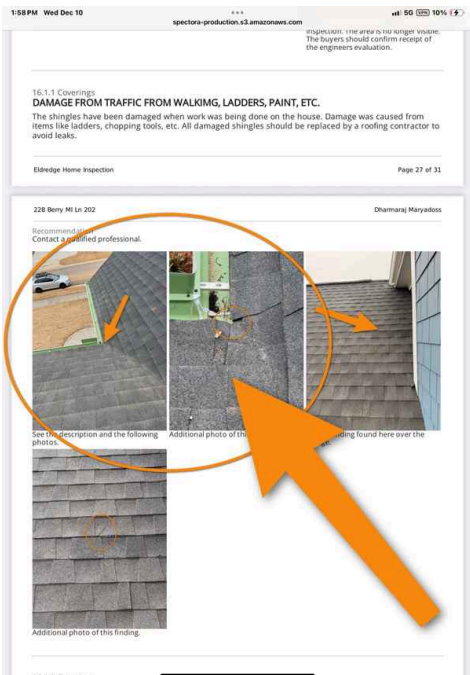 1:58 PM Wed Dec 10
5G VPN 10%
spectora-production.s3.amazonaws.com
inspection. The area is no longer visible.
The buyers should confirm receipt of
the engineers evaluation.
16.1.1 Coverings
DAMAGE FROM TRAFFIC FROM WALKIMG, LADDERS, PAINT, ETC.
The shingles have been damaged when work was being done on the house. Damage was caused from
items like ladders, chopping tools, etc. All damaged shingles should be replaced by a roofing contractor to
avoid leaks.
Eldredge Home Inspection Page 27 of 31
228 Berry Ml Ln 202 Dharmaraj Maryadoss
Recommendation
Contact a qualified professional.
See the description and the following
photos.
Additional photo of
finding found here over the
Additional photo of this finding.